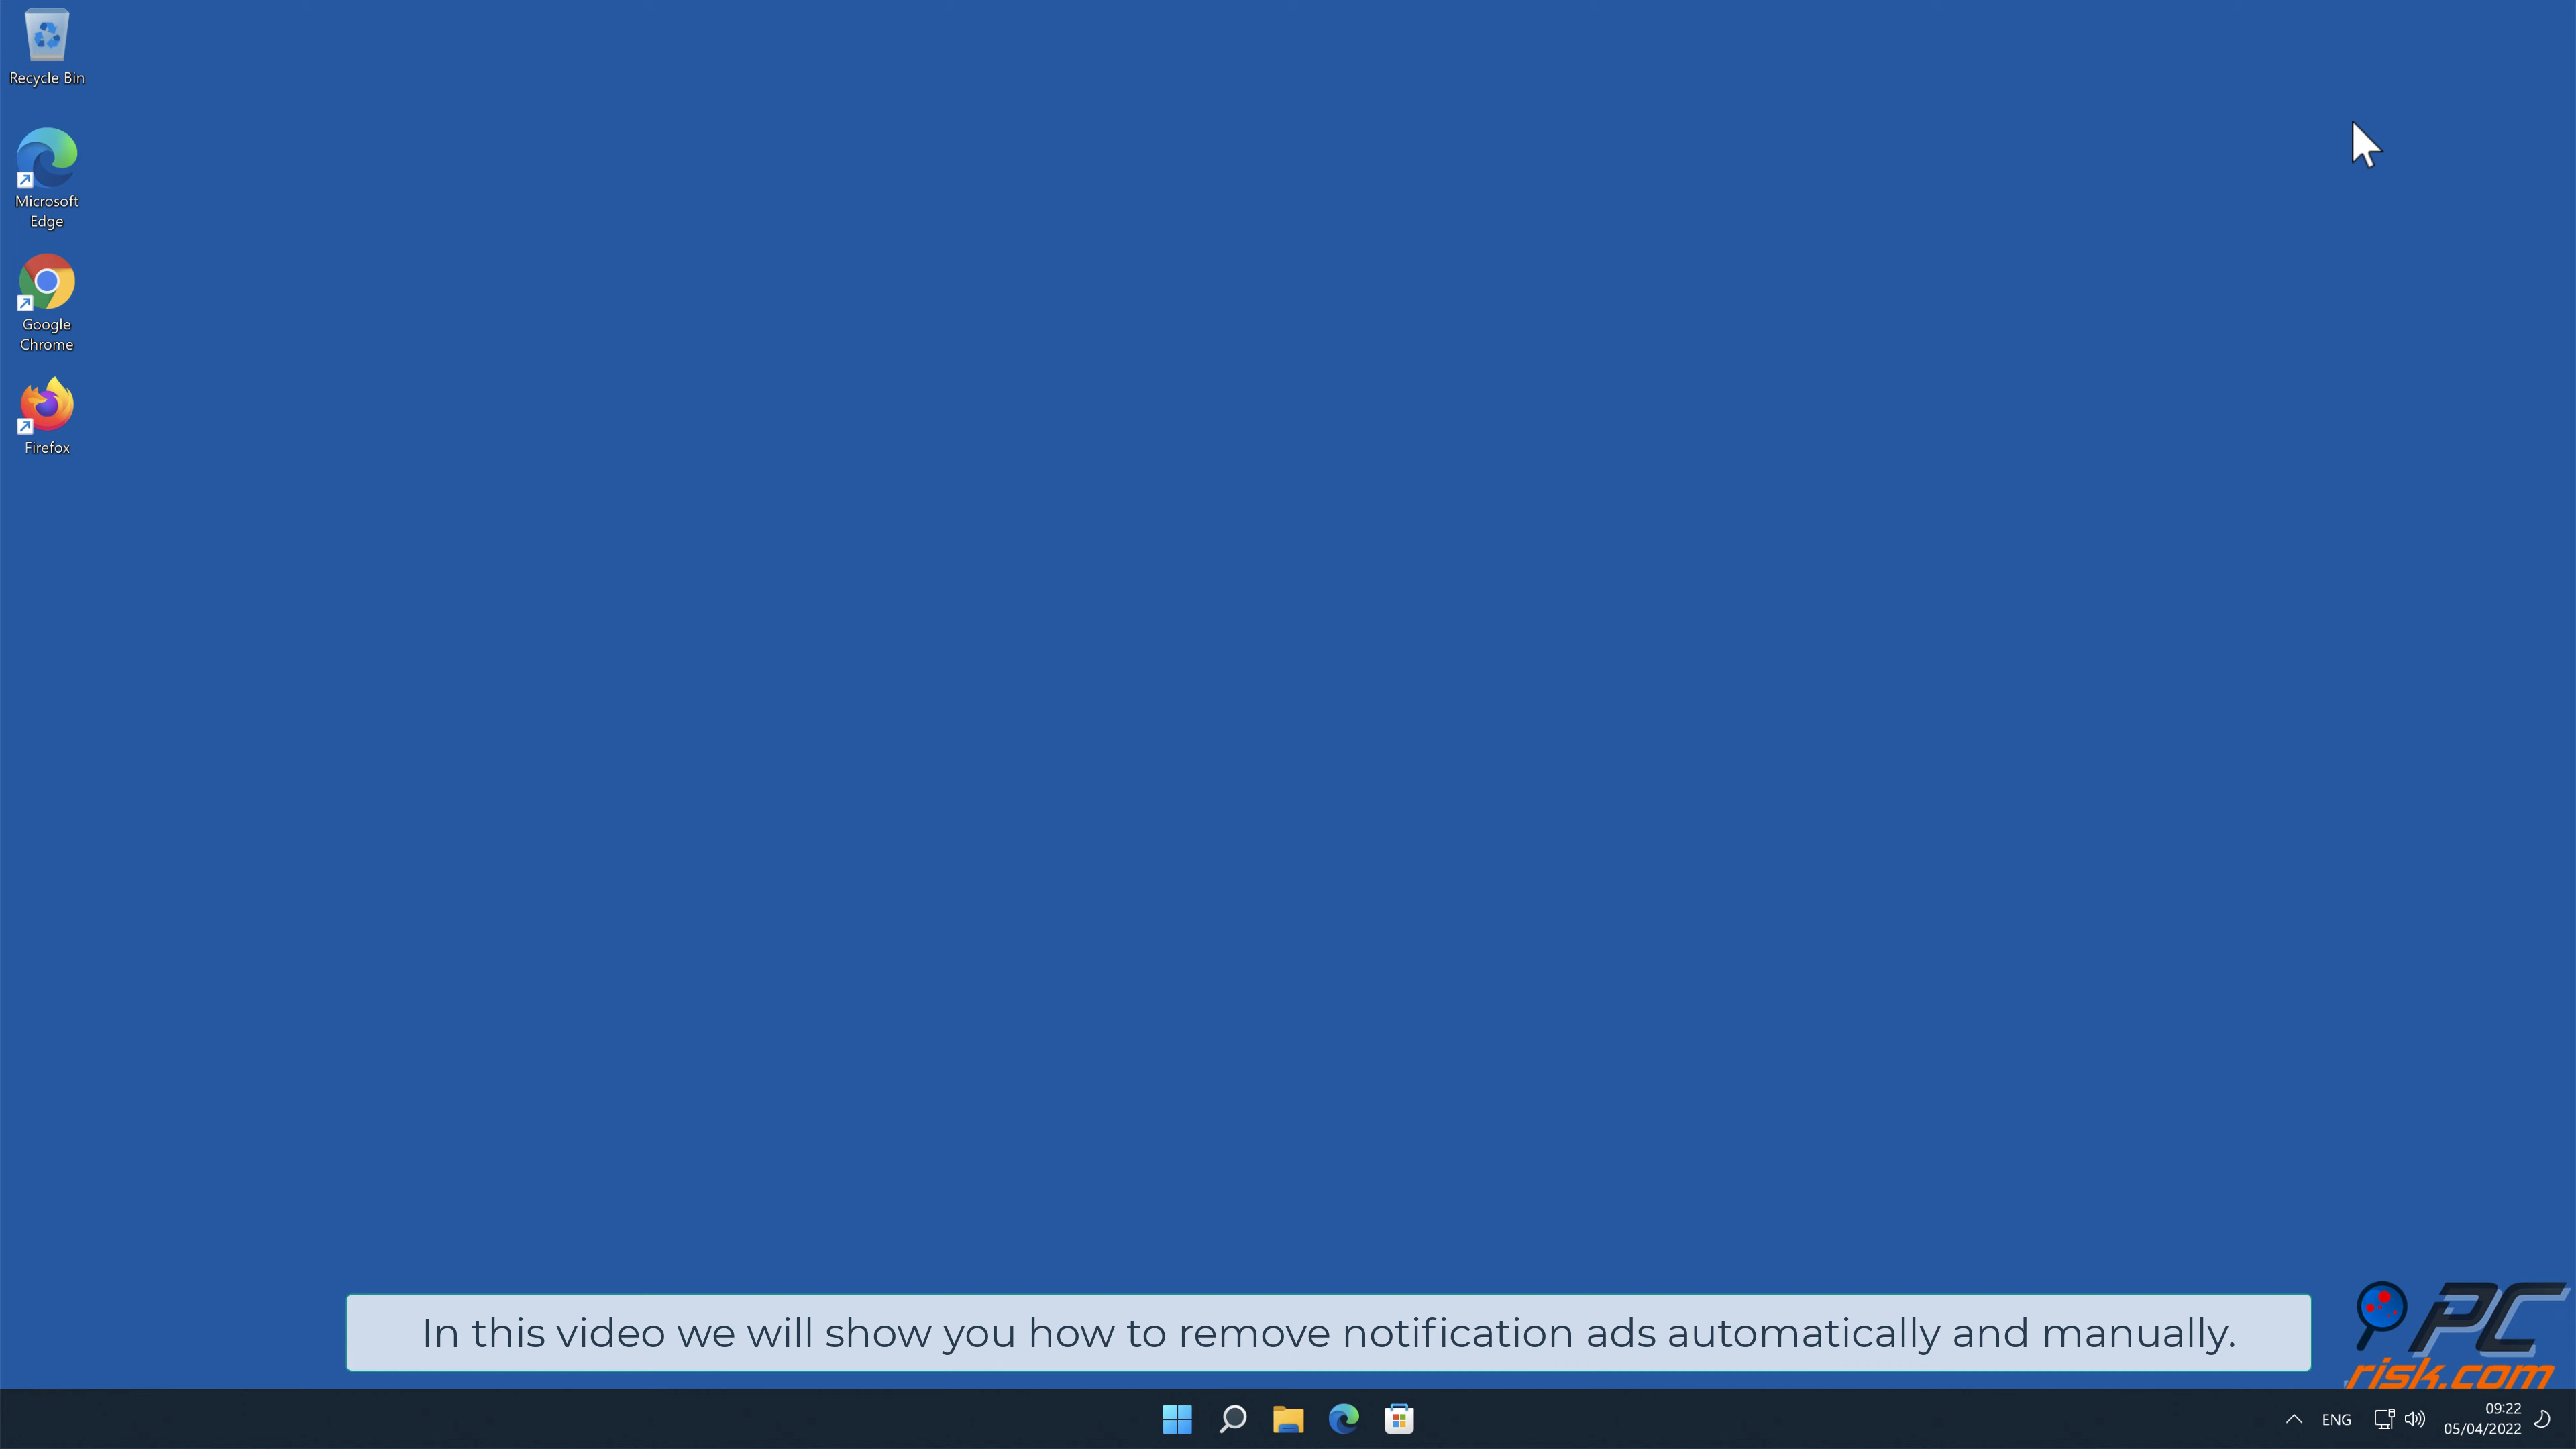 Recycle Bin
Microsoft
Edge
Google
Chrome
Firefox
In this video we will show you how to remove notification ads automatically and manually.
PC
risk.com
ENG
09:22
05/04/2022